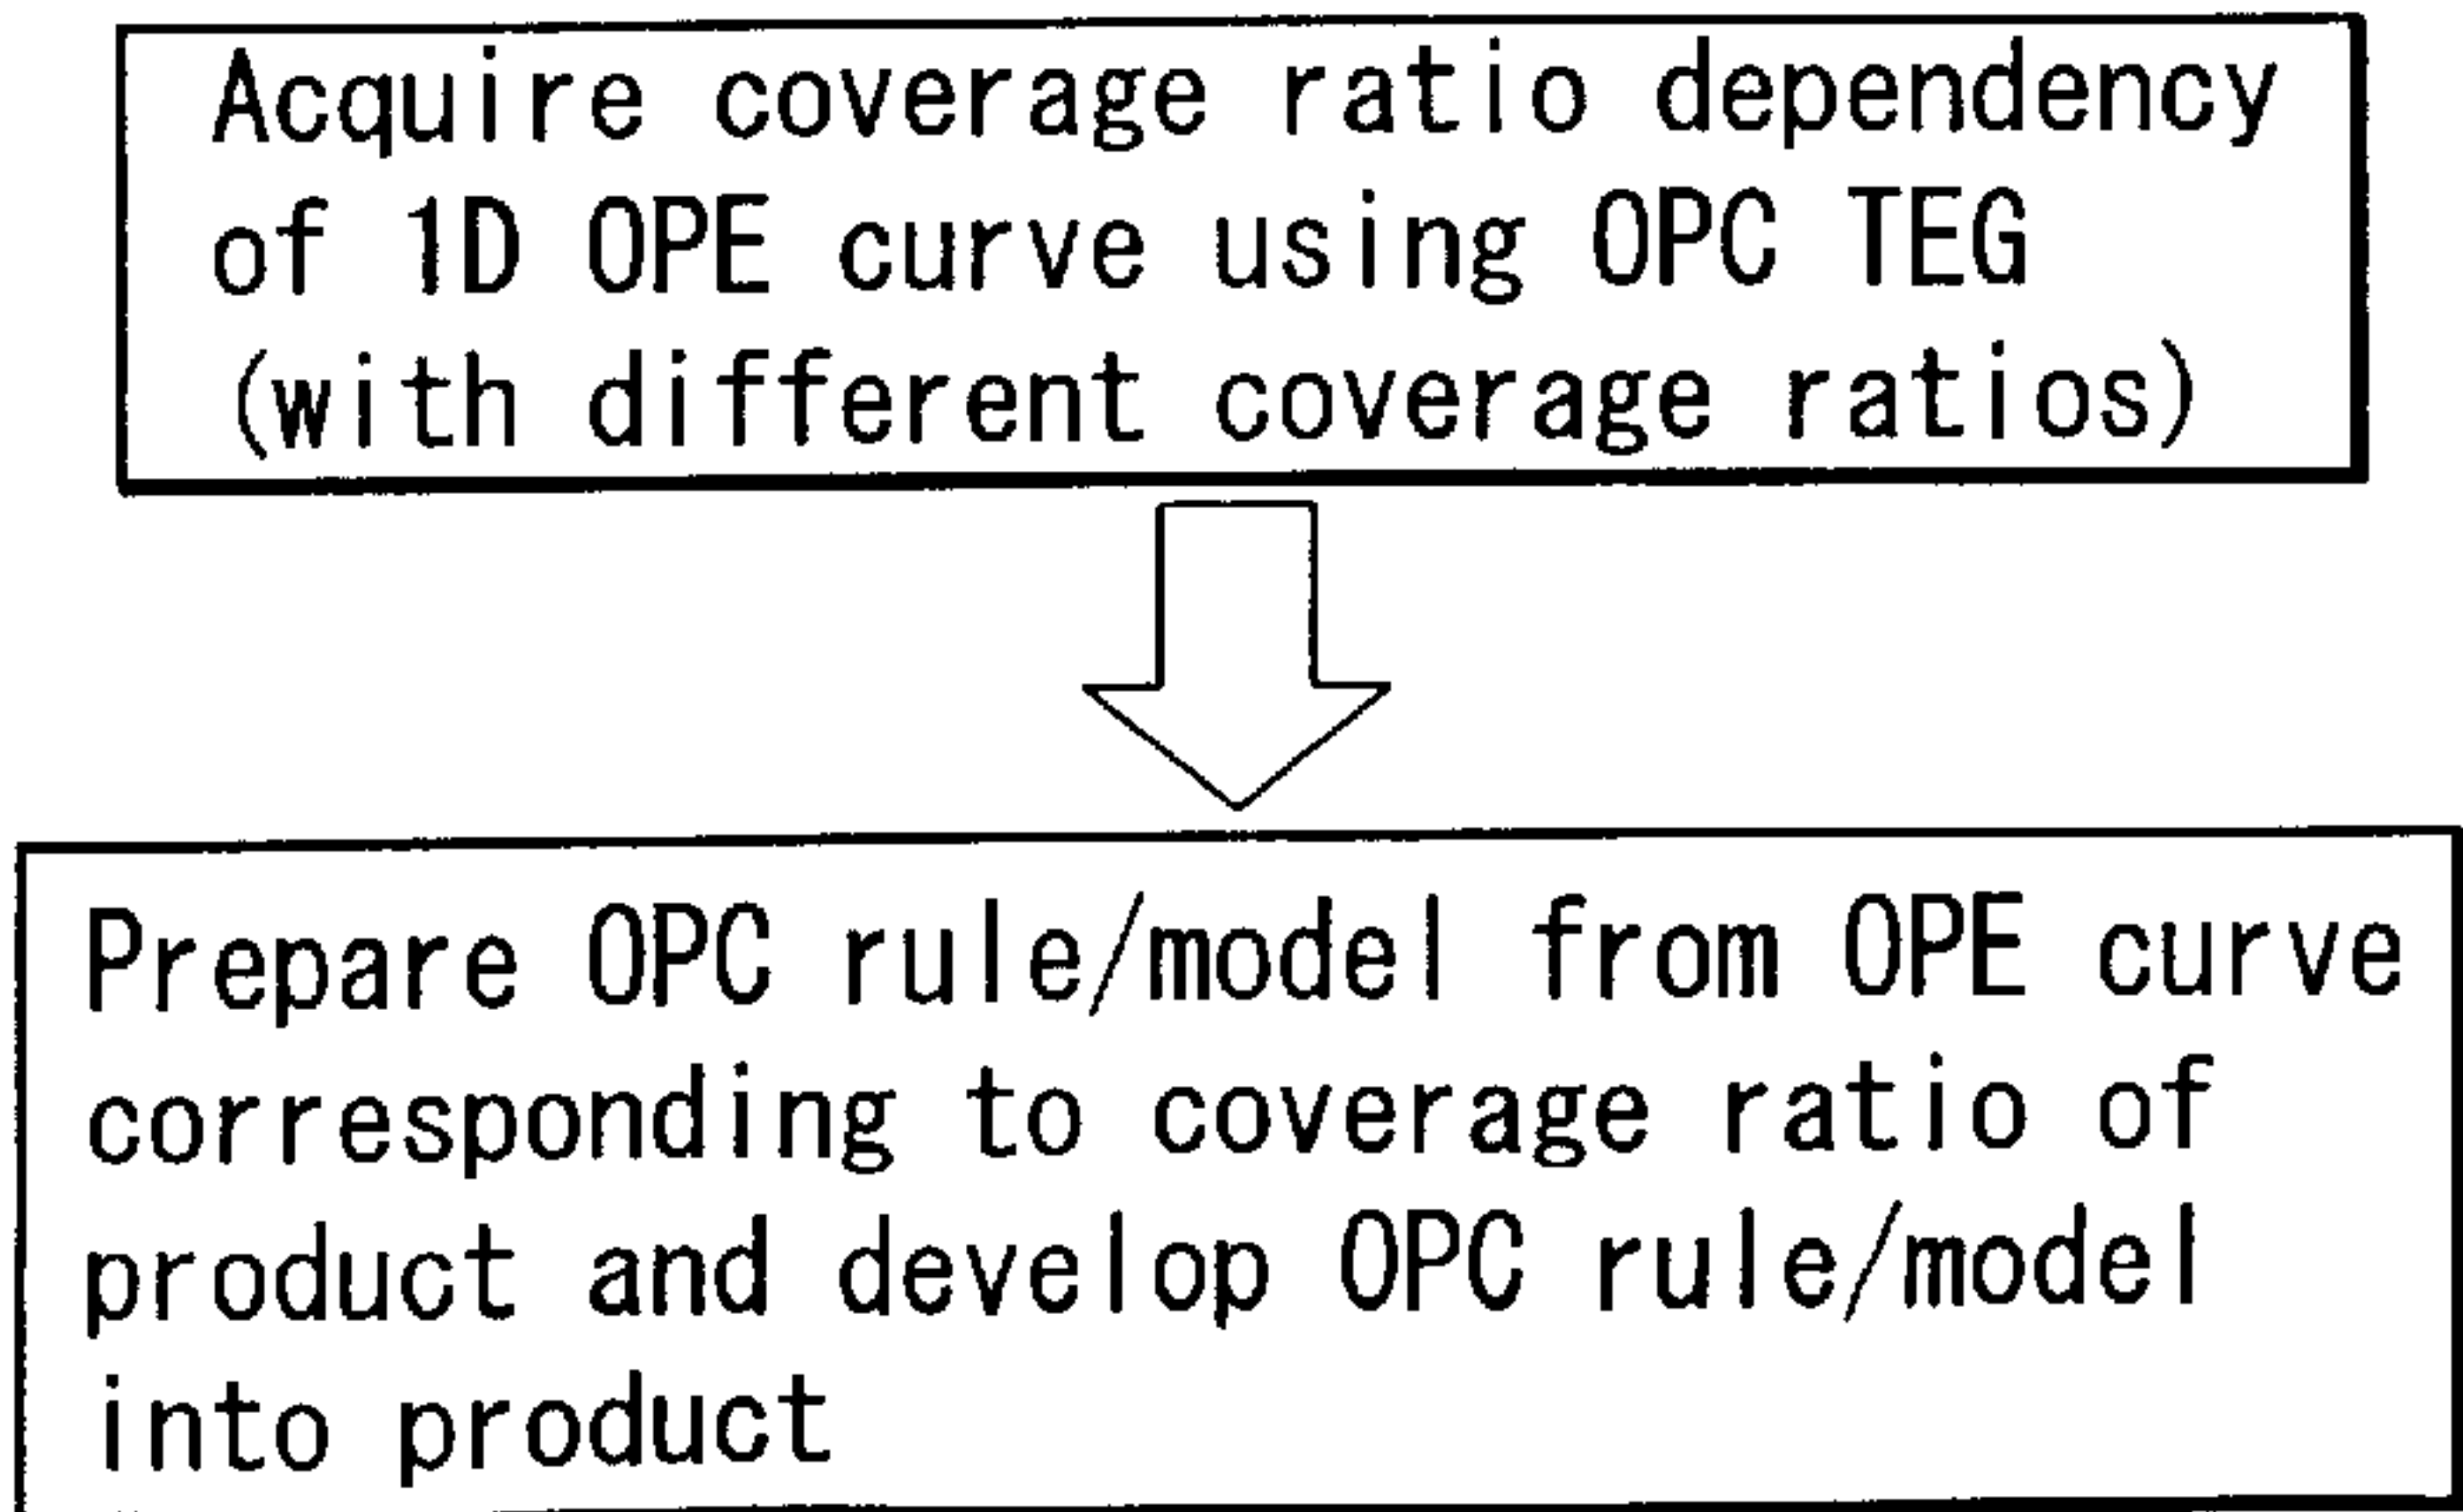 Acquire coverage ratio dependency
of 1D OPE curve using OPC TEG
(with different coverage ratios)
Prepare OPC rule/model from OPE curve
corresponding to coverage ratio of
product and develop OPC rule/model
into product